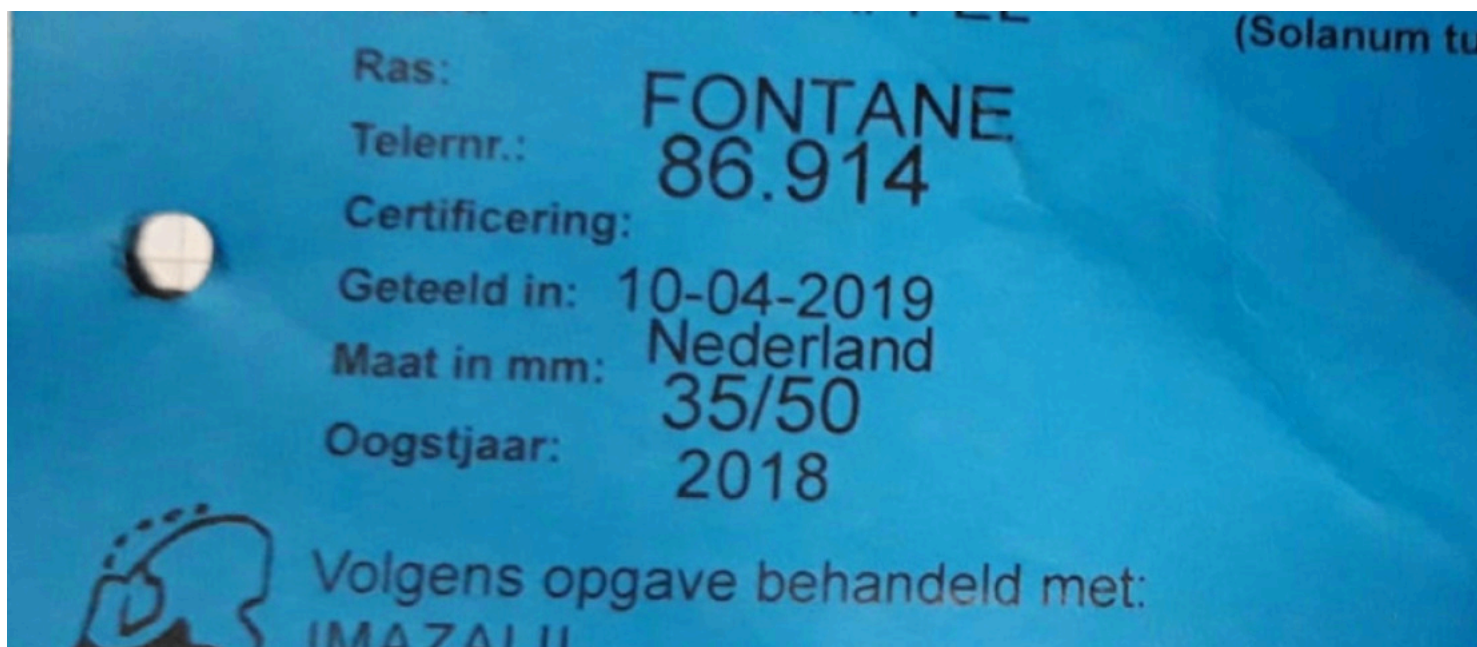 (Solanum tu
Ras: FONTANE
Telernr.: 86.914
Certificering:
Geteeld in: 10-04-2019
Maat in mm: Nederland
35/50
Oogstjaar: 2018
Volgens opgave behandeld met:
IMAZALIL